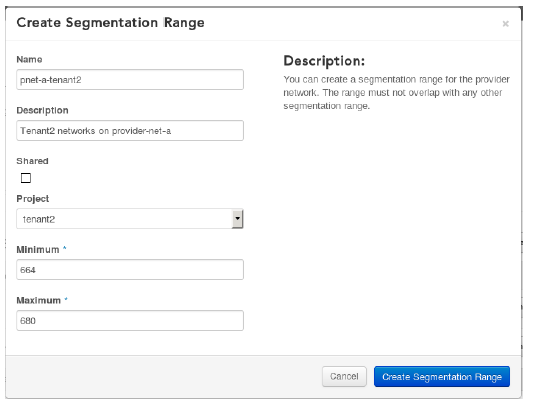 Create Segmentation Range
×
Name
pnet-a-tenant2
Description
Tenant2 networks on provider-net-a
Shared
Project
tenant2
Minimum *
664
Maximum *
680
Description:
You can create a segmentation range for the provider
network. The range must not overlap with any other
segmentation range.
Cancel
Create Segmentation Range